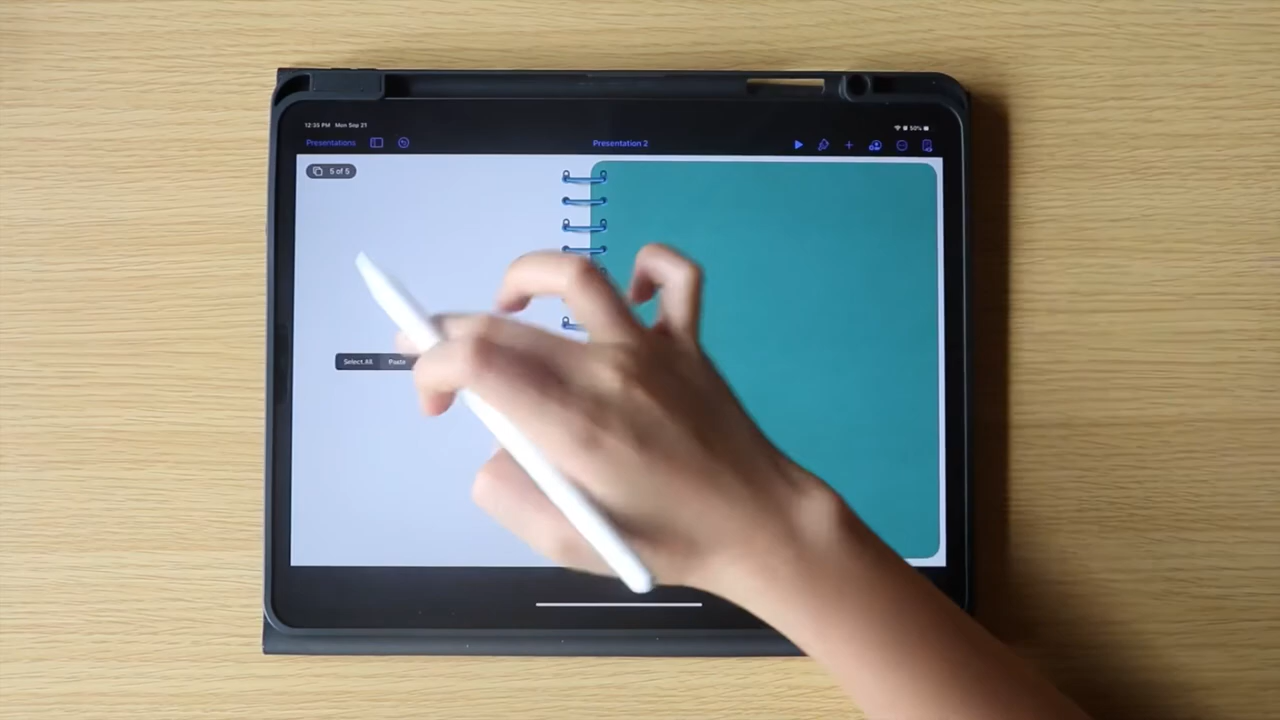 12:35 PM Mon Sep 21
50%
Presentations
Presentation 2
5 of 5
Select All Paste